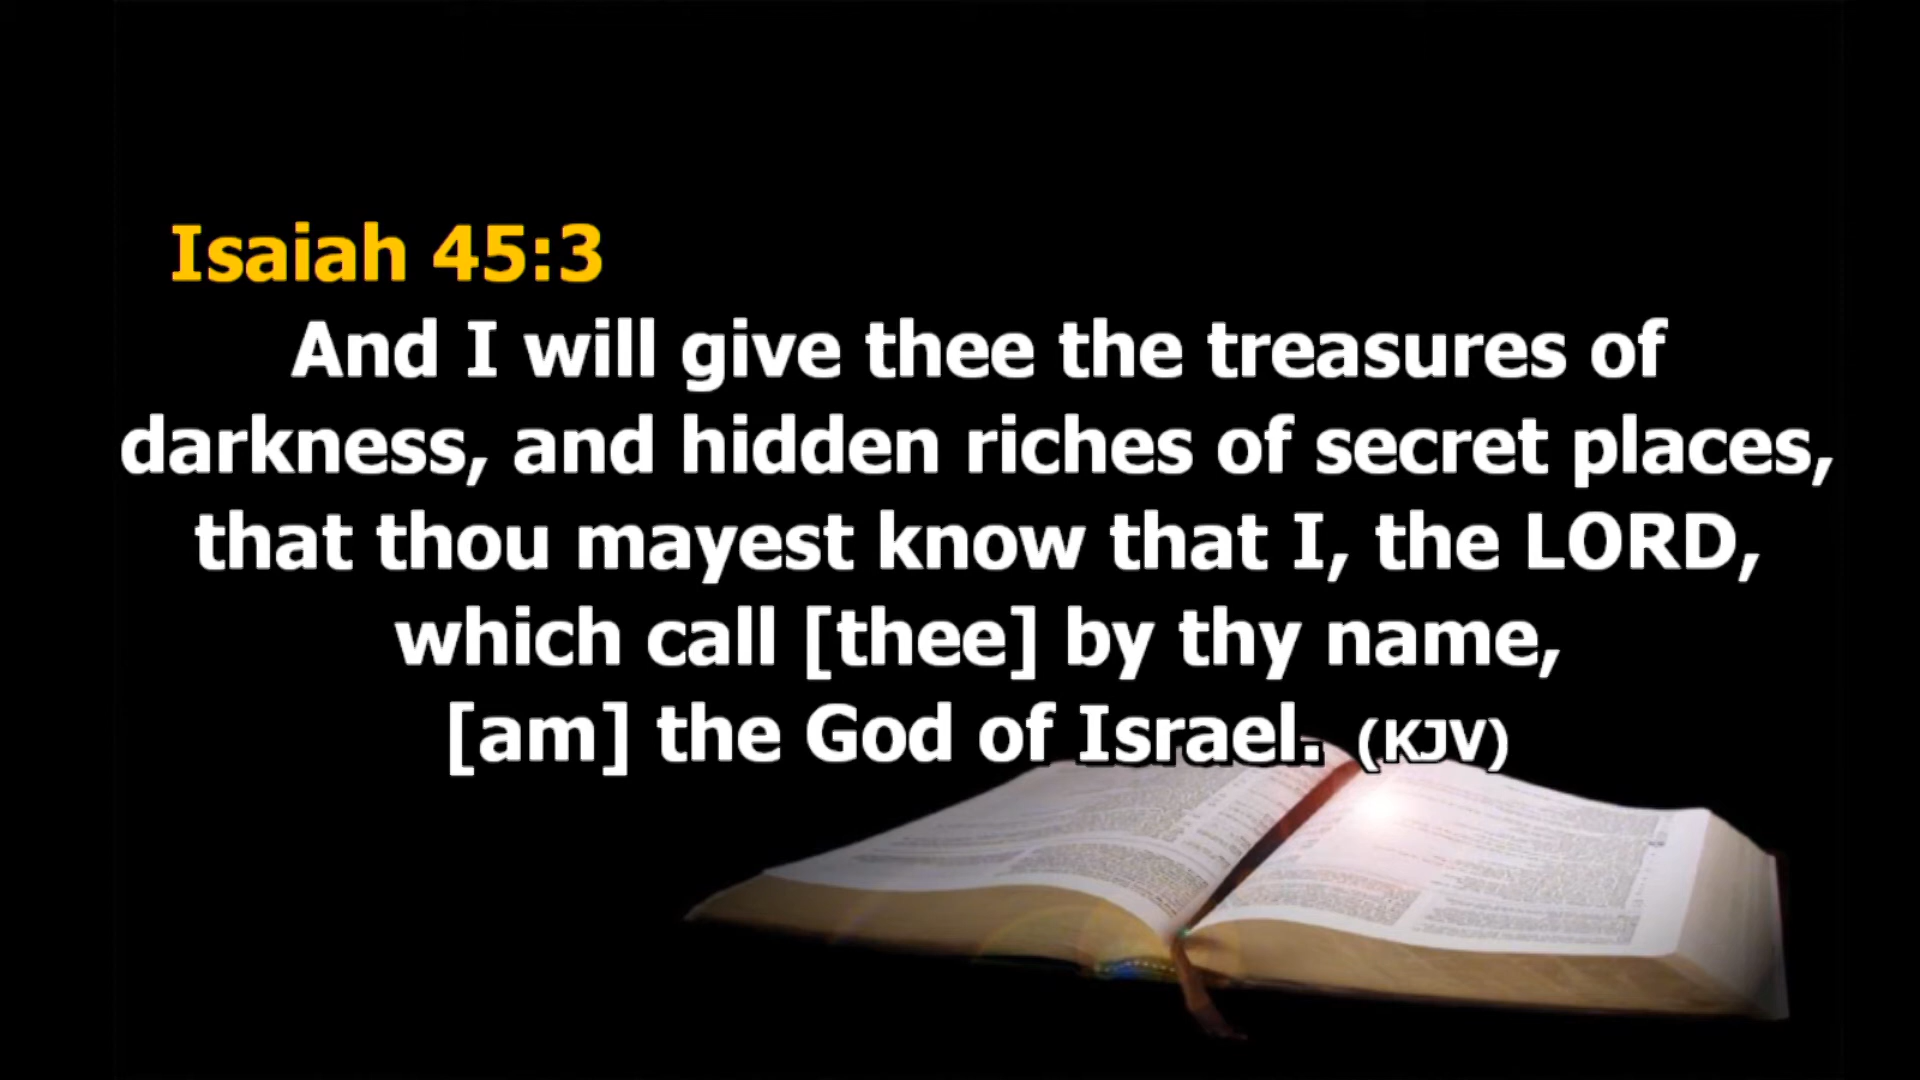 Isaiah 45:3
And I will give thee the treasures of
darkness, and hidden riches of secret places,
that thou mayest know that I, the LORD,
which call [thee] by thy name,
[am] the God of Israel. (KJV)